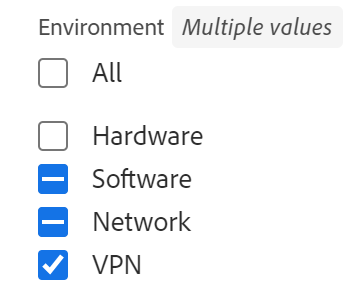 Environment Multiple values
All
Hardware
Software
Network
VPN